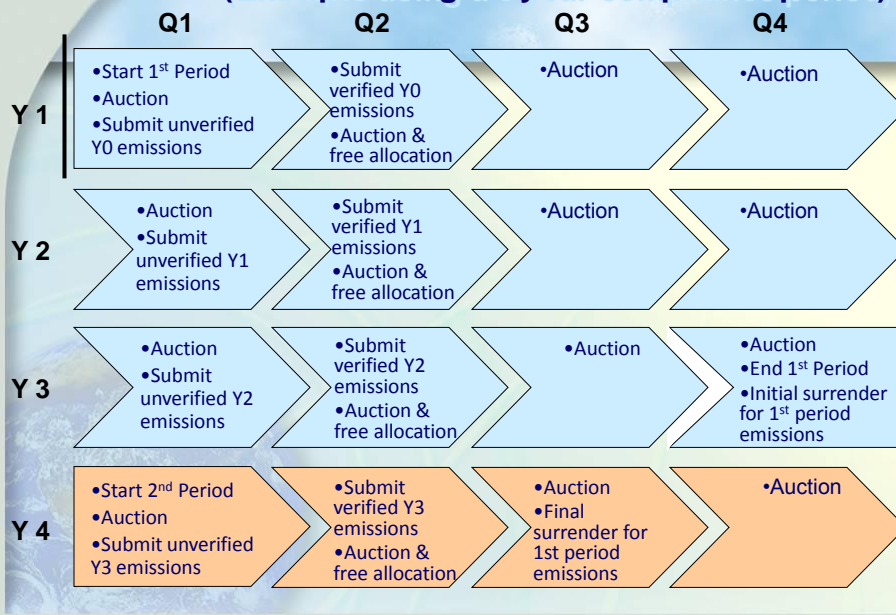 Q1 Q2 Q3 Q4
Y 1
•Start 1st Period
•Auction
•Submit unverified
Y0 emissions
•Submit
verified Y0
emissions
•Auction &
free allocation
•Auction
•Auction
Y 2
•Auction
•Submit
unverified Y1
emissions
•Submit
verified Y1
emissions
•Auction &
free allocation
•Auction
•Auction
Y 3
•Auction
•Submit
unverified Y2
emissions
•Submit
verified Y2
emissions
•Auction &
free allocation
•Auction
•Auction
•End 1st Period
•Initial surrender
for 1st period
emissions
Y 4
•Start 2nd Period
•Auction
•Submit unverified
Y3 emissions
•Submit
verified Y3
emissions
•Auction &
free allocation
•Auction
•Final
surrender for
1st period
emissions
•Auction